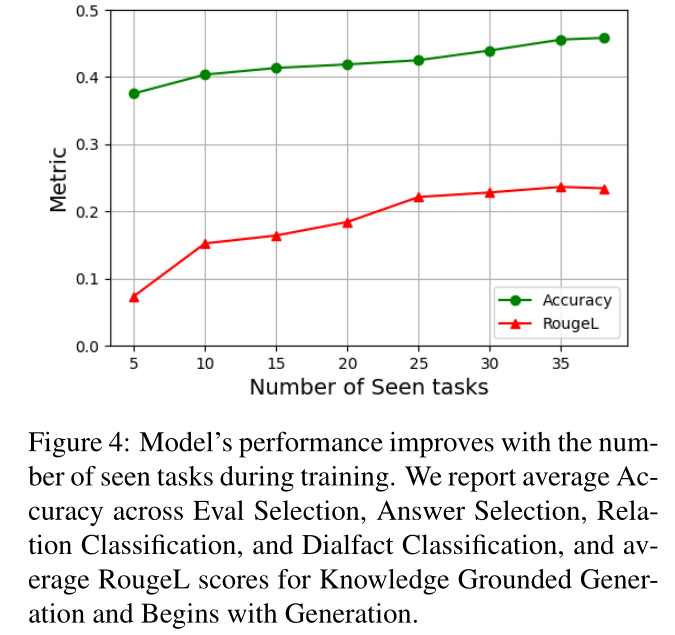 0.5
0.4
0.3
0.2
0.1
0.0
Metric
5 10 15 20 25 30 35
Number of Seen tasks
Accuracy
RougeL
Figure 4: Model's performance improves with the num-
ber of seen tasks during training. We report average Ac-
curacy across Eval Selection, Answer Selection, Rela-
tion Classification, and Dialfact Classification, and av-
erage RougeL scores for Knowledge Grounded Gener-
ation and Begins with Generation.